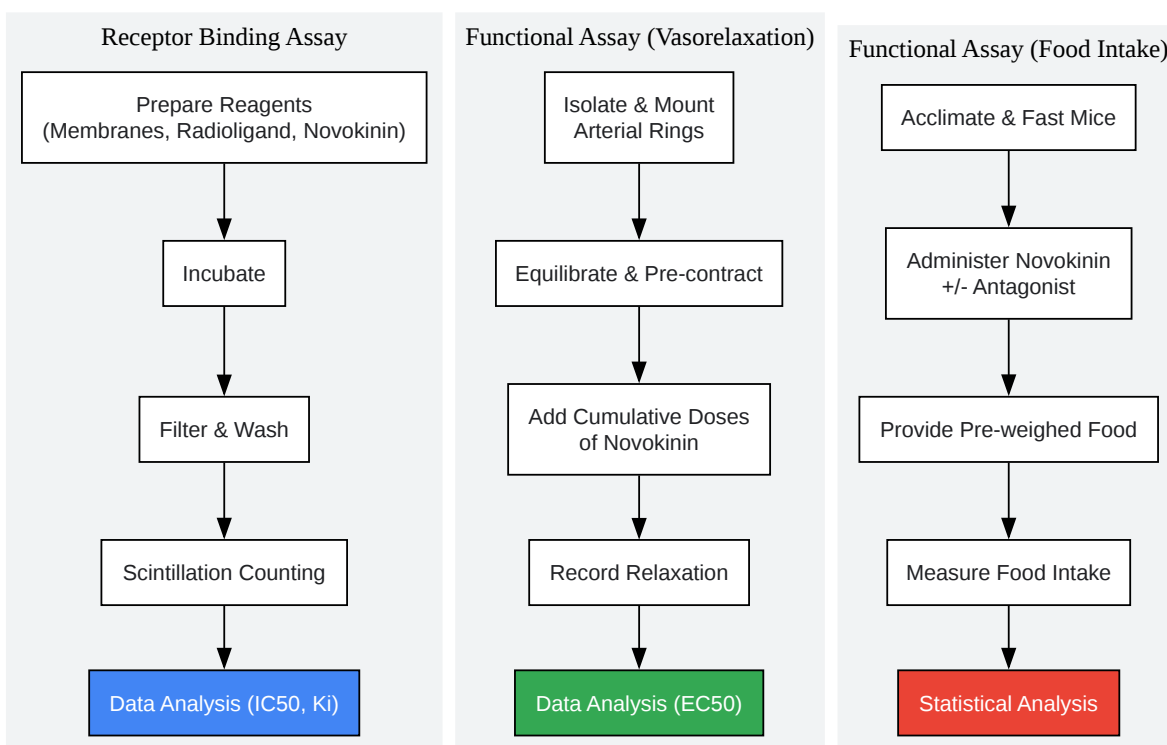 Receptor Binding Assay
Prepare Reagents
(Membranes, Radioligand, Novokinin)
Incubate
Filter & Wash
Scintillation Counting
Data Analysis (IC50, Ki)
Functional Assay (Vasorelaxation)
Isolate & Mount
Arterial Rings
Equilibrate & Pre-contract
Add Cumulative Doses
of Novokinin
Record Relaxation
Data Analysis (EC50)
Functional Assay (Food Intake)
Acclimate & Fast Mice
Administer Novokinin
+/- Antagonist
Provide Pre-weighed Food
Measure Food Intake
Statistical Analysis